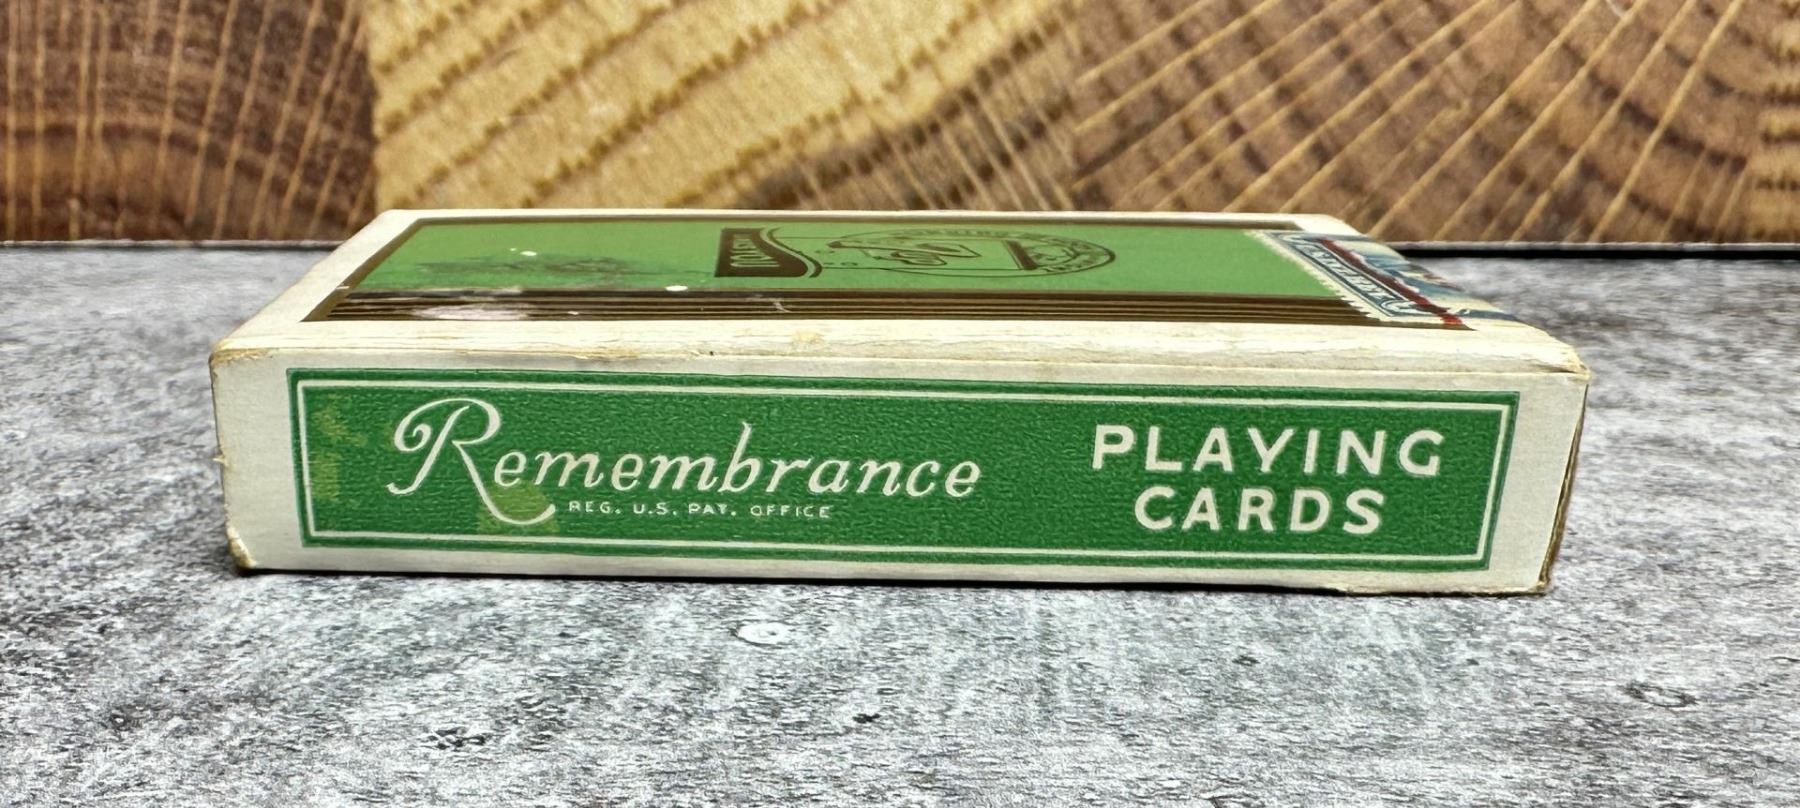 Remembrance
REG. U.S. PAT. OFFICE
PLAYING
CARDS